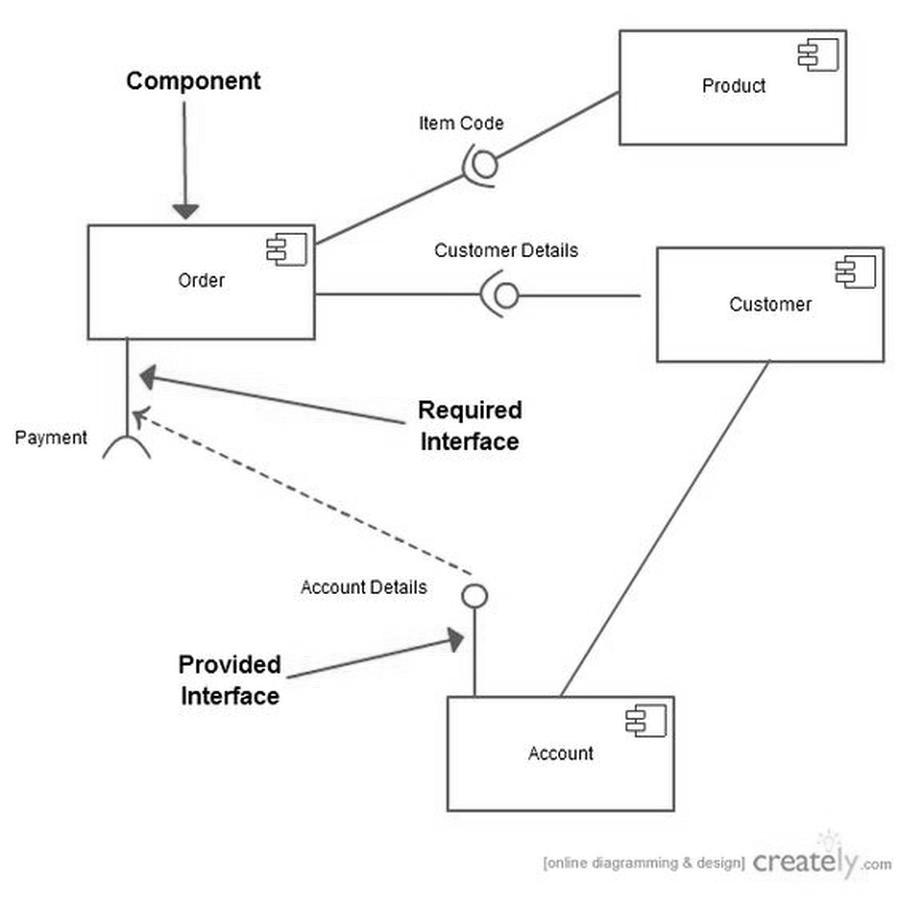 Product
Component
Item Code
Customer Details
Order
Customer
Required
Interface
Payment
Account Details
Provided
Interface
Account
[online diagramming & design] creately.com